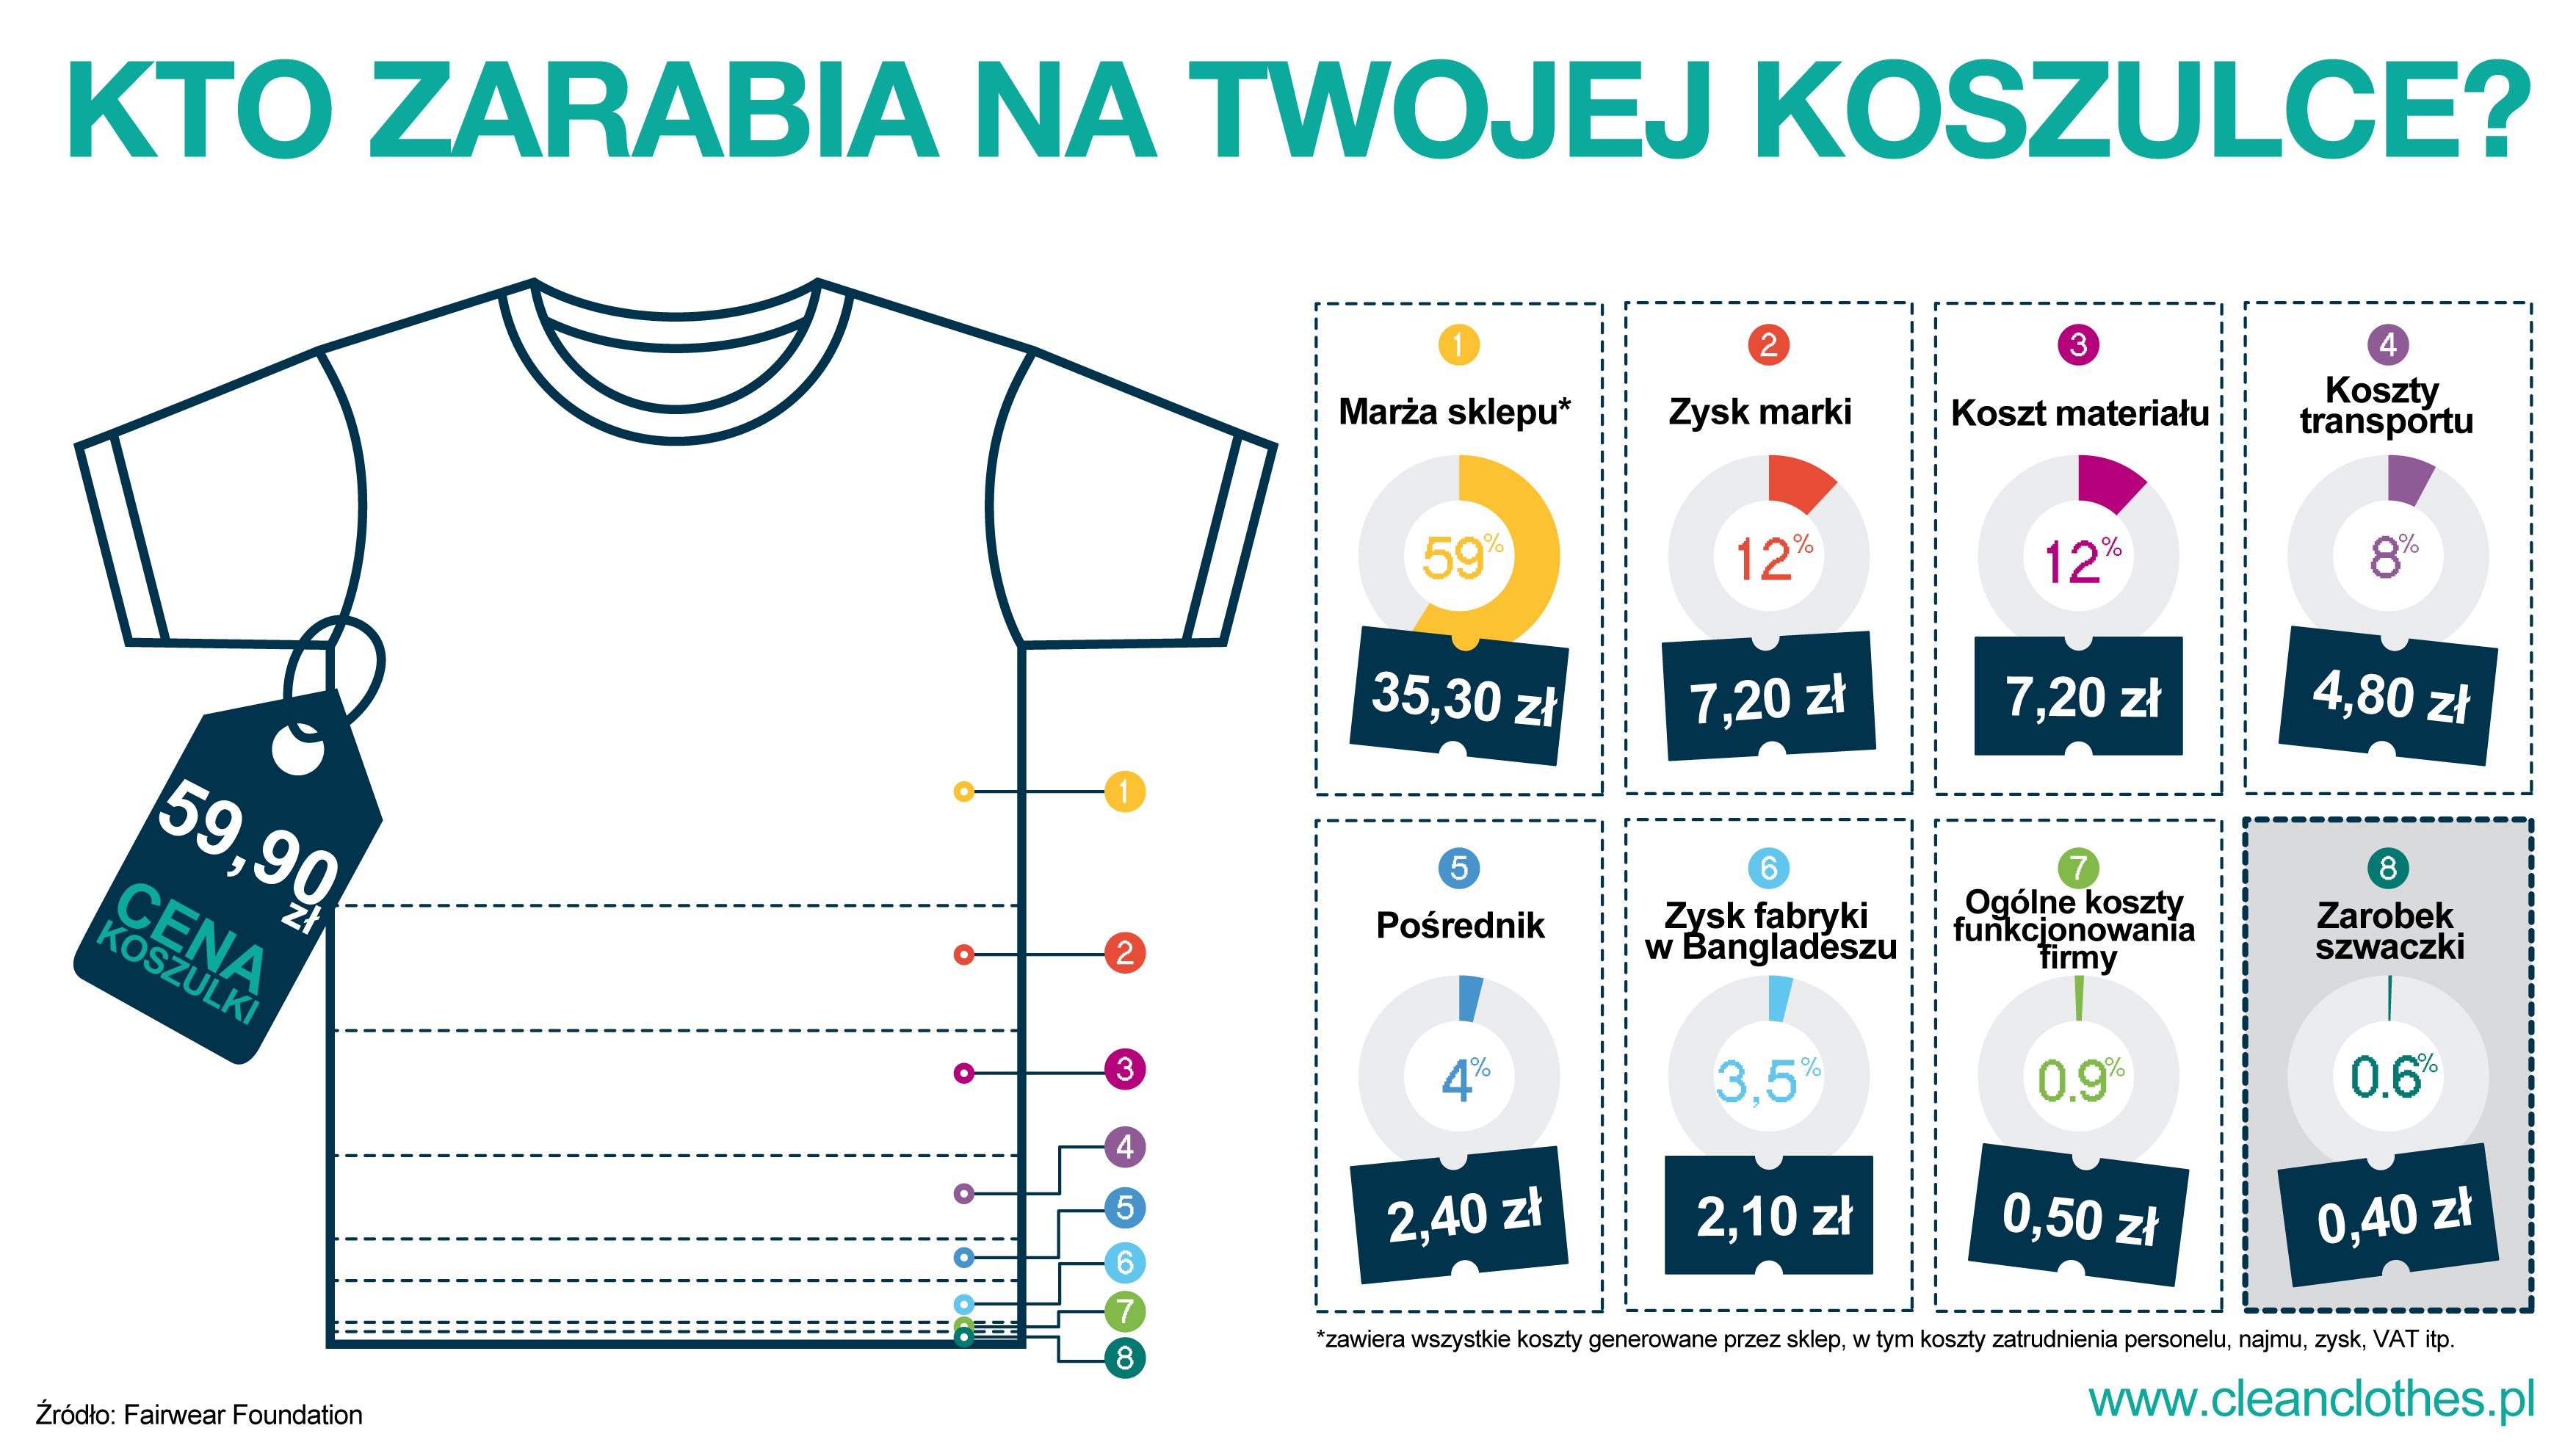 KTO ZARABIA NA TWOJEJ KOSZULCE?
59,90
zł
CENA
KOSZULKI
1
2
3
4
5
6
7
8
1
Marża sklepu*
59%
35,30 zł
2
Zysk marki
12%
7,20 zł
3
Koszt materiału
12%
7,20 zł
4
Koszty
transportu
8%
4,80 zł
5
Pośrednik
4%
2,40 zł
6
Zysk fabryki
w Bangladeszu
3,5%
2,10 zł
7
Ogólne koszty
funkcjonowania
firmy
0.9%
0,50 zł
8
Zarobek
szwaczki
0.6%
0,40 zł
*zawiera wszystkie koszty generowane przez sklep, w tym koszty zatrudnienia personelu, najmu, zysk, VAT itp.
Źródło: Fairwear Foundation
www.cleanclothes.pl